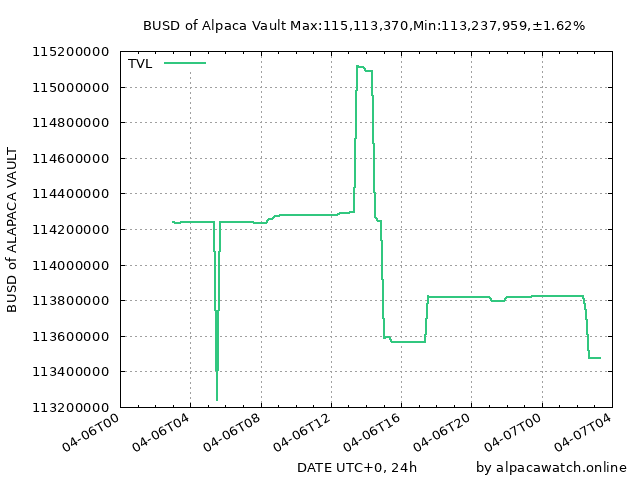 BUSD of Alpaca Vault Max:115,113,370,Min:113,237,959,±1.62%
115200000
TVL
115000000
114800000
114600000
114400000
114200000
114000000
113800000
113600000
113400000
113200000
BUSD of ALAPACA VAULT
04-06T00
04-06T04
04-06T08
04-06T12
04-06T16
04-06T20
04-07T00
04-07T04
DATE UTC+0, 24h
by alpacawatch.online